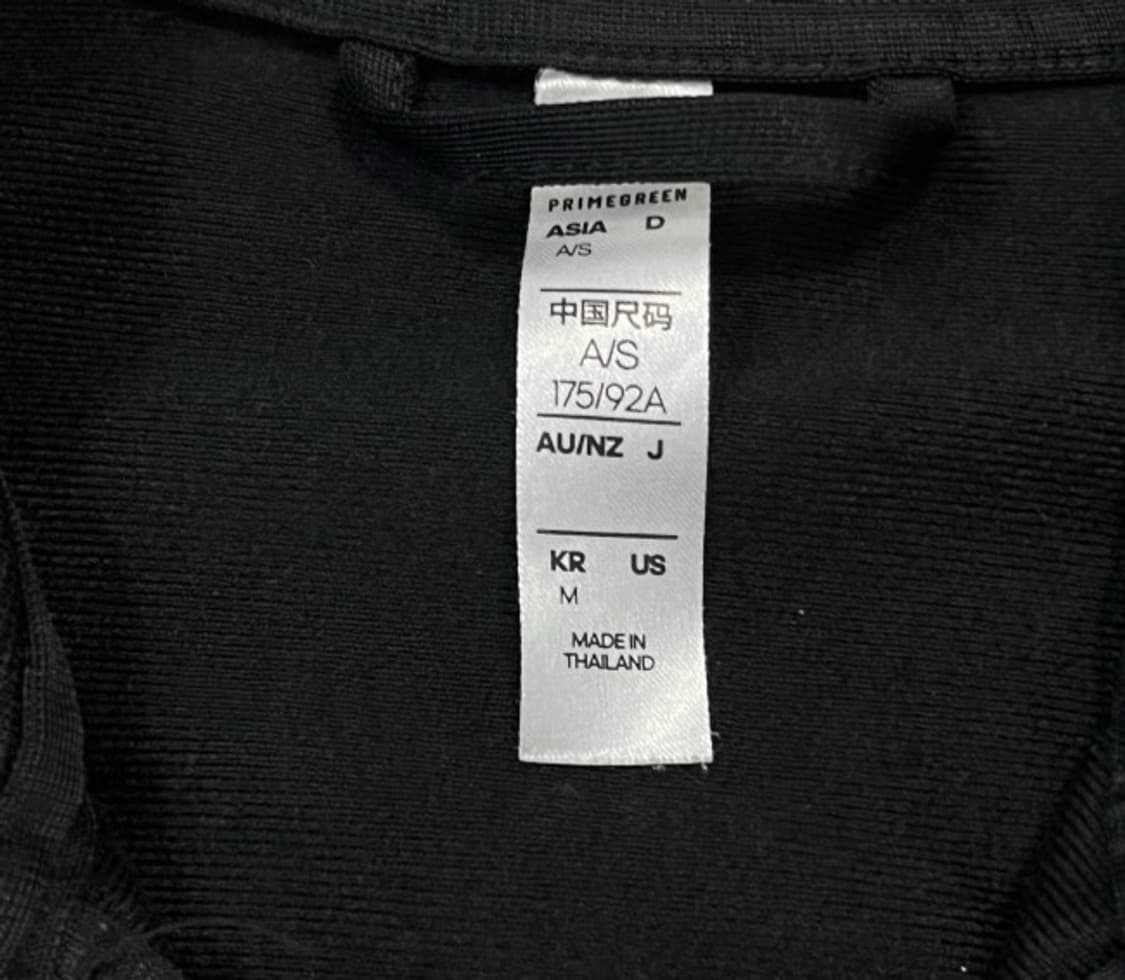 PRIMEGREEN
ASIA D
A/S
中国尺码
A/S
175/92A
AU/NZ J
KR US
M
MADE IN
THAILAND